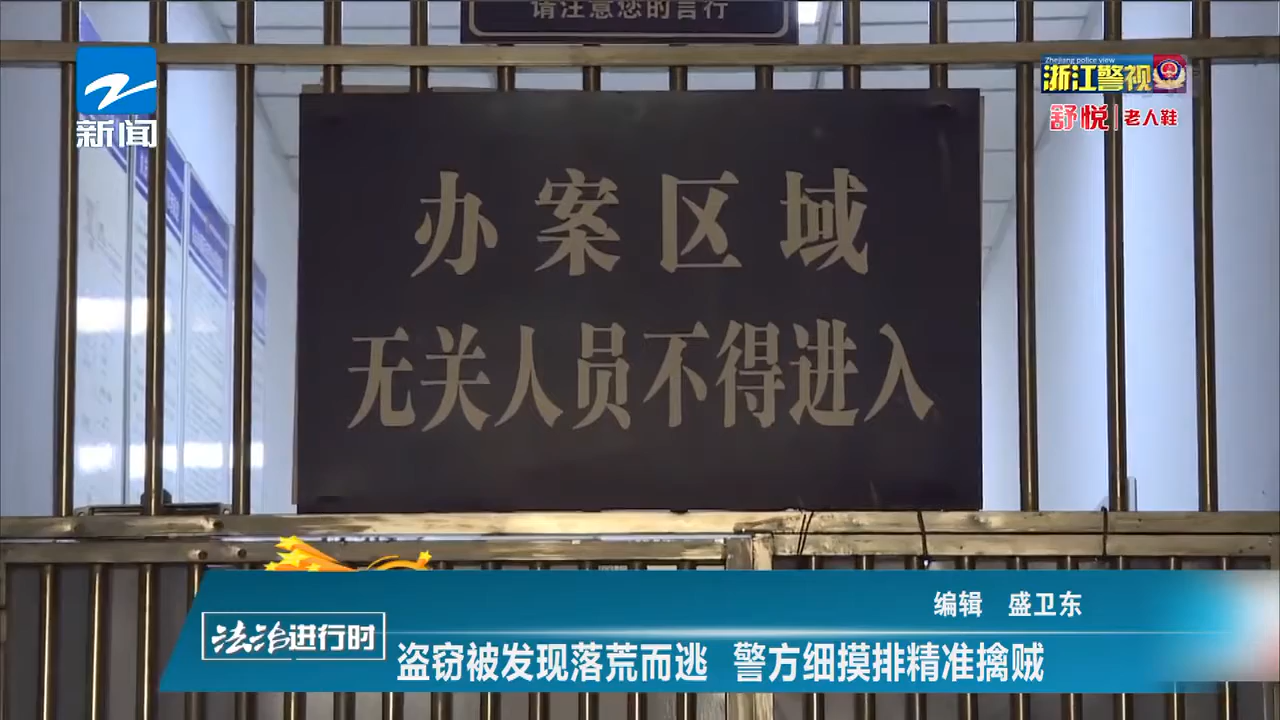 请注意您的言行
新闻
Zhejiang police view
浙江警视
舒悦 老人鞋
办案区域
无关人员不得进入
编辑 盛卫东
法治进行时
盗窃被发现落荒而逃 警方细摸排精准擒贼